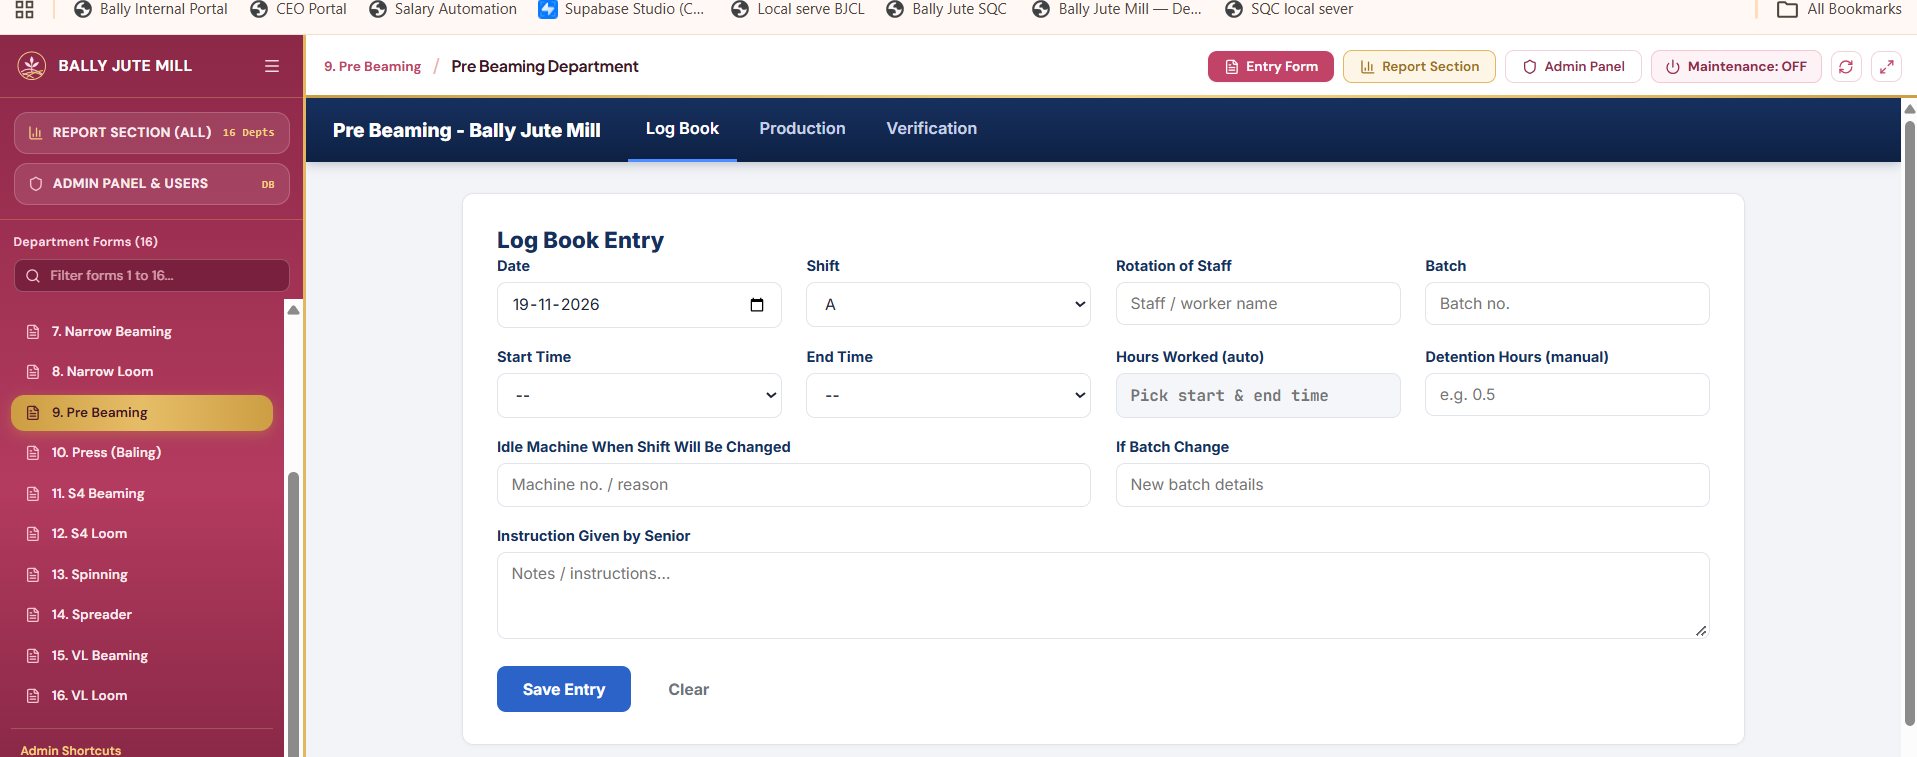 Bally Internal Portal CEO Portal Salary Automation Supabase Studio (C... Local serve BJCL Bally Jute SQC Bally Jute Mill — De... SQC local sever All Bookmarks
BALLY JUTE MILL
9. Pre Beaming / Pre Beaming Department
Entry Form Report Section Admin Panel Maintenance: OFF
REPORT SECTION (ALL) 16 Depts
ADMIN PANEL & USERS DB
Department Forms (16)
Filter forms 1 to 16...
7. Narrow Beaming
8. Narrow Loom
9. Pre Beaming
10. Press (Baling)
11. S4 Beaming
12. S4 Loom
13. Spinning
14. Spreader
15. VL Beaming
16. VL Loom
Admin Shortcuts
Pre Beaming - Bally Jute Mill Log Book Production Verification
Log Book Entry
Date Shift Rotation of Staff Batch
19-11-2026 A Staff / worker name Batch no.
Start Time End Time Hours Worked (auto) Detention Hours (manual)
-- -- Pick start & end time e.g. 0.5
Idle Machine When Shift Will Be Changed If Batch Change
Machine no. / reason New batch details
Instruction Given by Senior
Notes / instructions...
Save Entry Clear